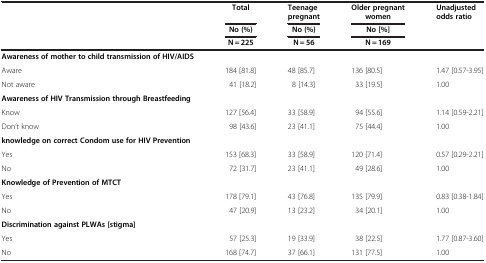 Total Teenage pregnant Older pregnant women Unadjusted odds ratio
No (%) No (%) No [%]
N = 225 N = 56 N = 169
Awareness of mother to child transmission of HIV/AIDS
Aware 184 [81.8] 48 [85.7] 136 [80.5] 1.47 [0.57-3.95]
Not aware 41 [18.2] 8 [14.3] 33 [19.5] 1.00
Awareness of HIV Transmission through Breastfeeding
Know 127 [56.4] 33 [58.9] 94 [55.6] 1.14 [0.59-2.21]
Don't know 98 [43.6] 23 [41.1] 75 [44.4] 1.00
knowledge on correct Condom use for HIV Prevention
Yes 153 [68.3] 33 [58.9] 120 [71.4] 0.57 [0.29-2.21]
No 72 [31.7] 23 [41.1] 49 [28.6] 1.00
Knowledge of Prevention of MTCT
Yes 178 [79.1] 43 [76.8] 135 [79.9] 0.83 [0.38-1.84]
No 47 [20.9] 13 [23.2] 34 [20.1] 1.00
Discrimination against PLWAs [stigma]
Yes 57 [25.3] 19 [33.9] 38 [22.5] 1.77 [0.87-3.60]
No 168 [74.7] 37 [66.1] 131 [77.5] 1.00